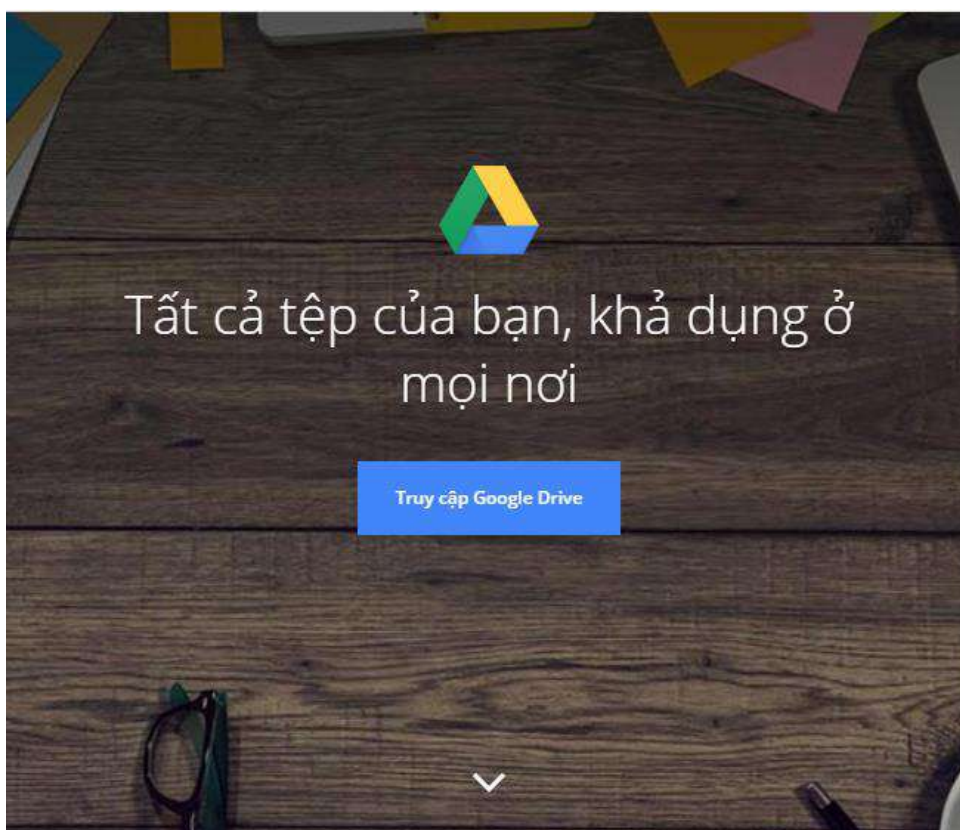 Tất cả tệp của bạn, khả dụng ở
mọi nơi
Truy cập Google Drive